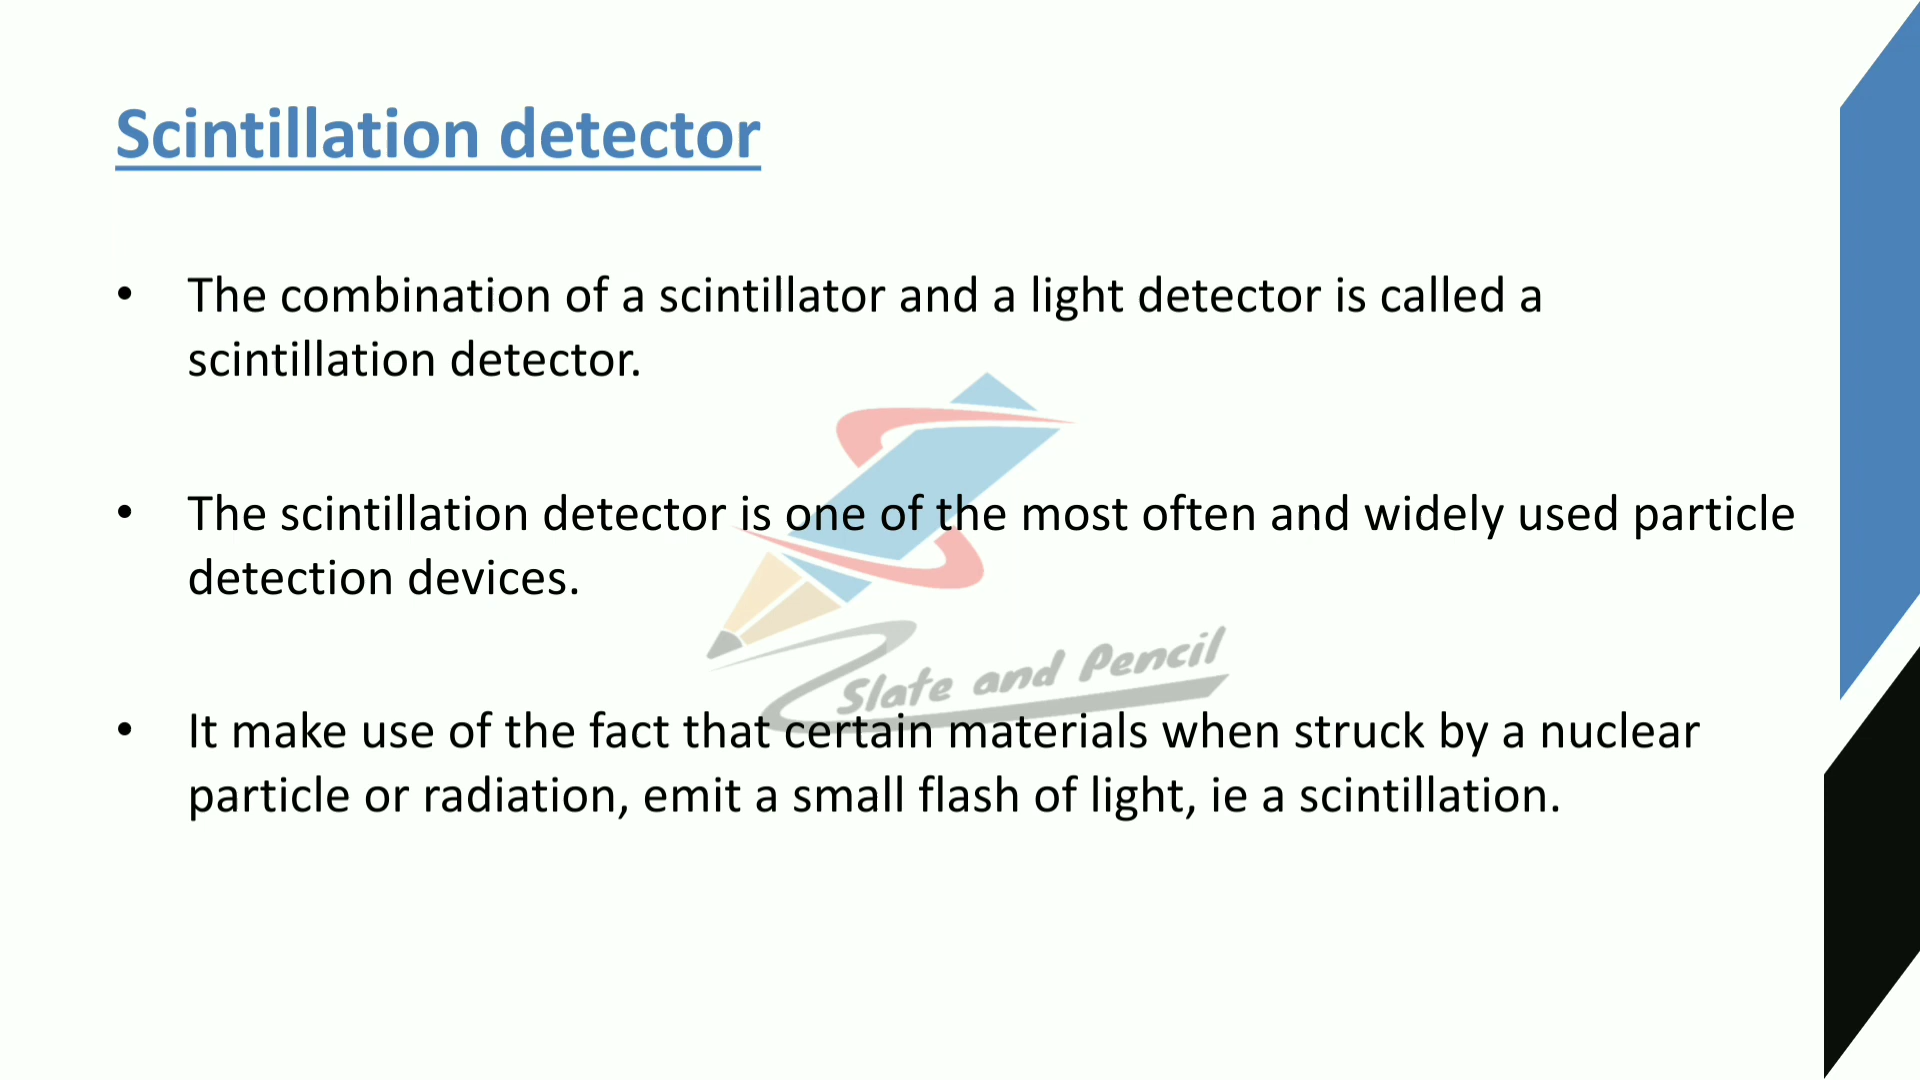 Scintillation detector
• The combination of a scintillator and a light detector is called a
scintillation detector.
• The scintillation detector is one of the most often and widely used particle
detection devices.
Slate and Pencil
• It make use of the fact that certain materials when struck by a nuclear
particle or radiation, emit a small flash of light, ie a scintillation.